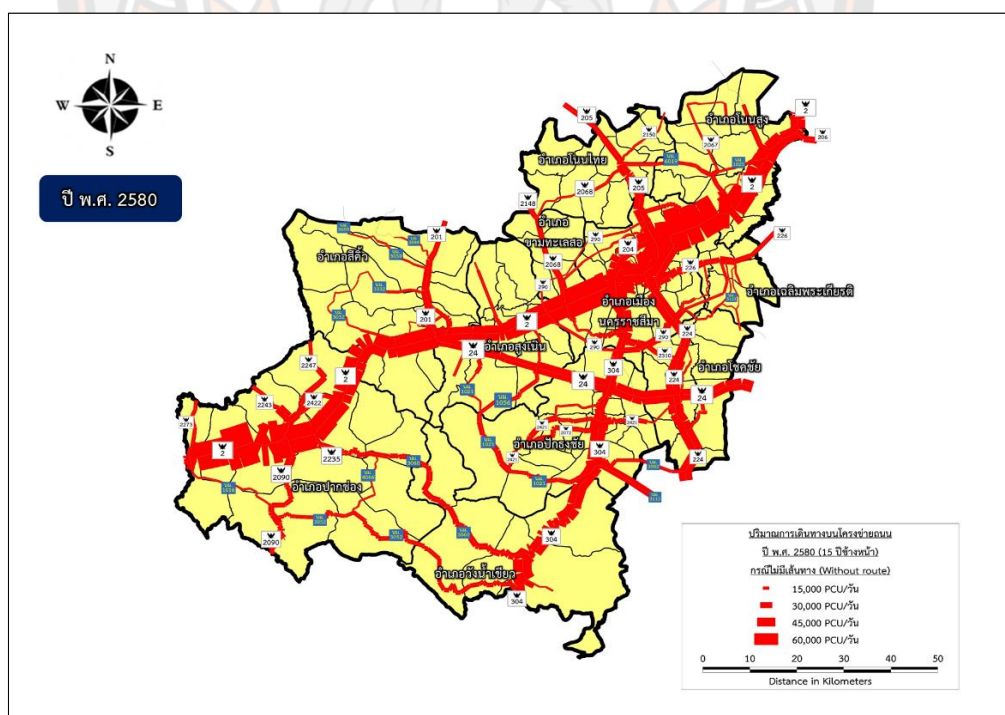 N
W
E
S
ปี พ.ศ. 2580
2
205
206
อำเภอโนนสูง
2150
2067
อำเภอโนนไทย
205
2
2068
2148
อำเภอ
ขามทะเลสอ
290
204
226
201
อำเภอสีคิ้ว
2068
226
290
อำเภอเฉลิมพระเกียรติ
อำเภอเมือง
นครราชสีมา
201
2
224
290
290
2310
อำเภอสูงเนิน
24
304
อำเภอโชคชัย
2247
2
24
224
24
2243
2422
2273
2421
2072
2421
อำเภอปักธงชัย
2
2235
304
2421
224
2090
อำเภอปากช่อง
2090
304
อำเภอวังน้ำเขียว
304
ปริมาณการเดินทางบนโครงข่ายถนน
ปี พ.ศ. 2580 (15 ปีข้างหน้า)
กรณีไม่มีเส้นทาง (Without route)
15,000 PCU/วัน
30,000 PCU/วัน
45,000 PCU/วัน
60,000 PCU/วัน
0 10 20 30 40 50
Distance in Kilometers